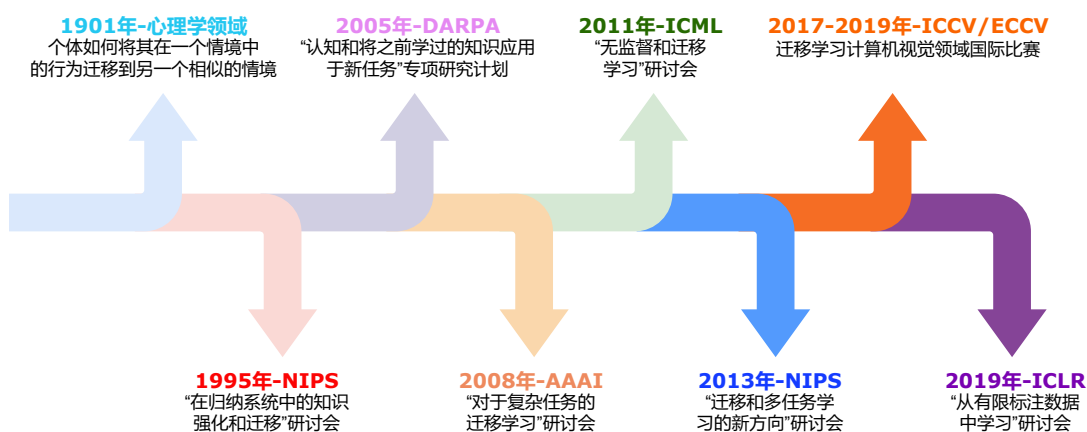 1901年-心理学领域
个体如何将其在一个情境中
的行为迁移到另一个相似的情境
2005年-DARPA
“认知和将之前学过的知识应用
于新任务”专项研究计划
2011年-ICML
“无监督和迁移
学习”研讨会
2017-2019年-ICCV/ECCV
迁移学习计算机视觉领域国际比赛
1995年-NIPS
“在归纳系统中的知识
强化和迁移”研讨会
2008年-AAAI
“对于复杂任务的
迁移学习”研讨会
2013年-NIPS
“迁移和多任务学
习的新方向”研讨会
2019年-ICLR
“从有限标注数据
中学习”研讨会